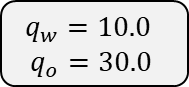 q_w = 10.0
q_o = 30.0